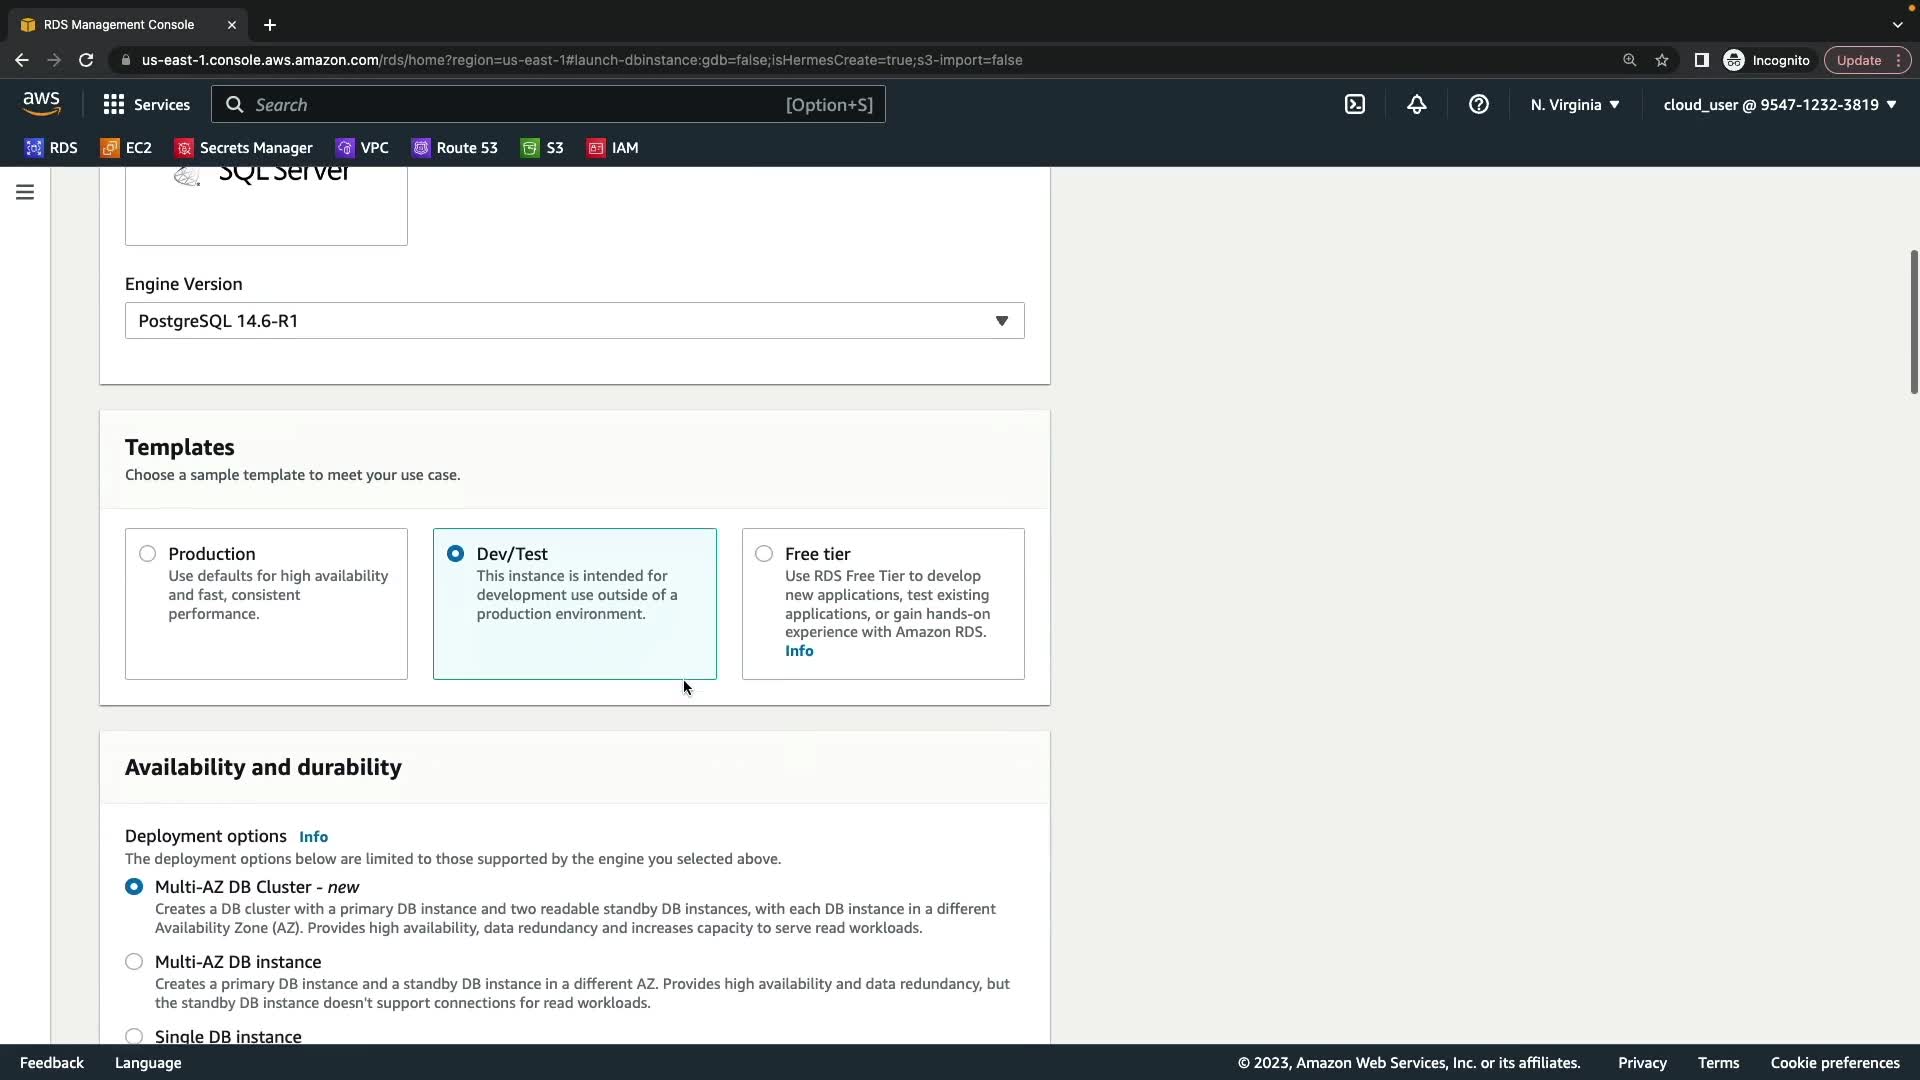 RDS Management Console
us-east-1.console.aws.amazon.com/rds/home?region=us-east-1#launch-dbinstance:gdb=false;isHermesCreate=true;s3-import=false
Incognito
Update
aws
Services
Search
[Option+S]
N. Virginia
cloud_user @ 9547-1232-3819
RDS
EC2
Secrets Manager
VPC
Route 53
S3
IAM
SQL Server
Engine Version
PostgreSQL 14.6-R1
Templates
Choose a sample template to meet your use case.
Production
Use defaults for high availability
and fast, consistent
performance.
Dev/Test
This instance is intended for
development use outside of a
production environment.
Free tier
Use RDS Free Tier to develop
new applications, test existing
applications, or gain hands-on
experience with Amazon RDS.
Info
Availability and durability
Deployment options Info
The deployment options below are limited to those supported by the engine you selected above.
Multi-AZ DB Cluster - new
Creates a DB cluster with a primary DB instance and two readable standby DB instances, with each DB instance in a different
Availability Zone (AZ). Provides high availability, data redundancy and increases capacity to serve read workloads.
Multi-AZ DB instance
Creates a primary DB instance and a standby DB instance in a different AZ. Provides high availability and data redundancy, but
the standby DB instance doesn't support connections for read workloads.
Single DB instance
Feedback
Language
© 2023, Amazon Web Services, Inc. or its affiliates.
Privacy
Terms
Cookie preferences